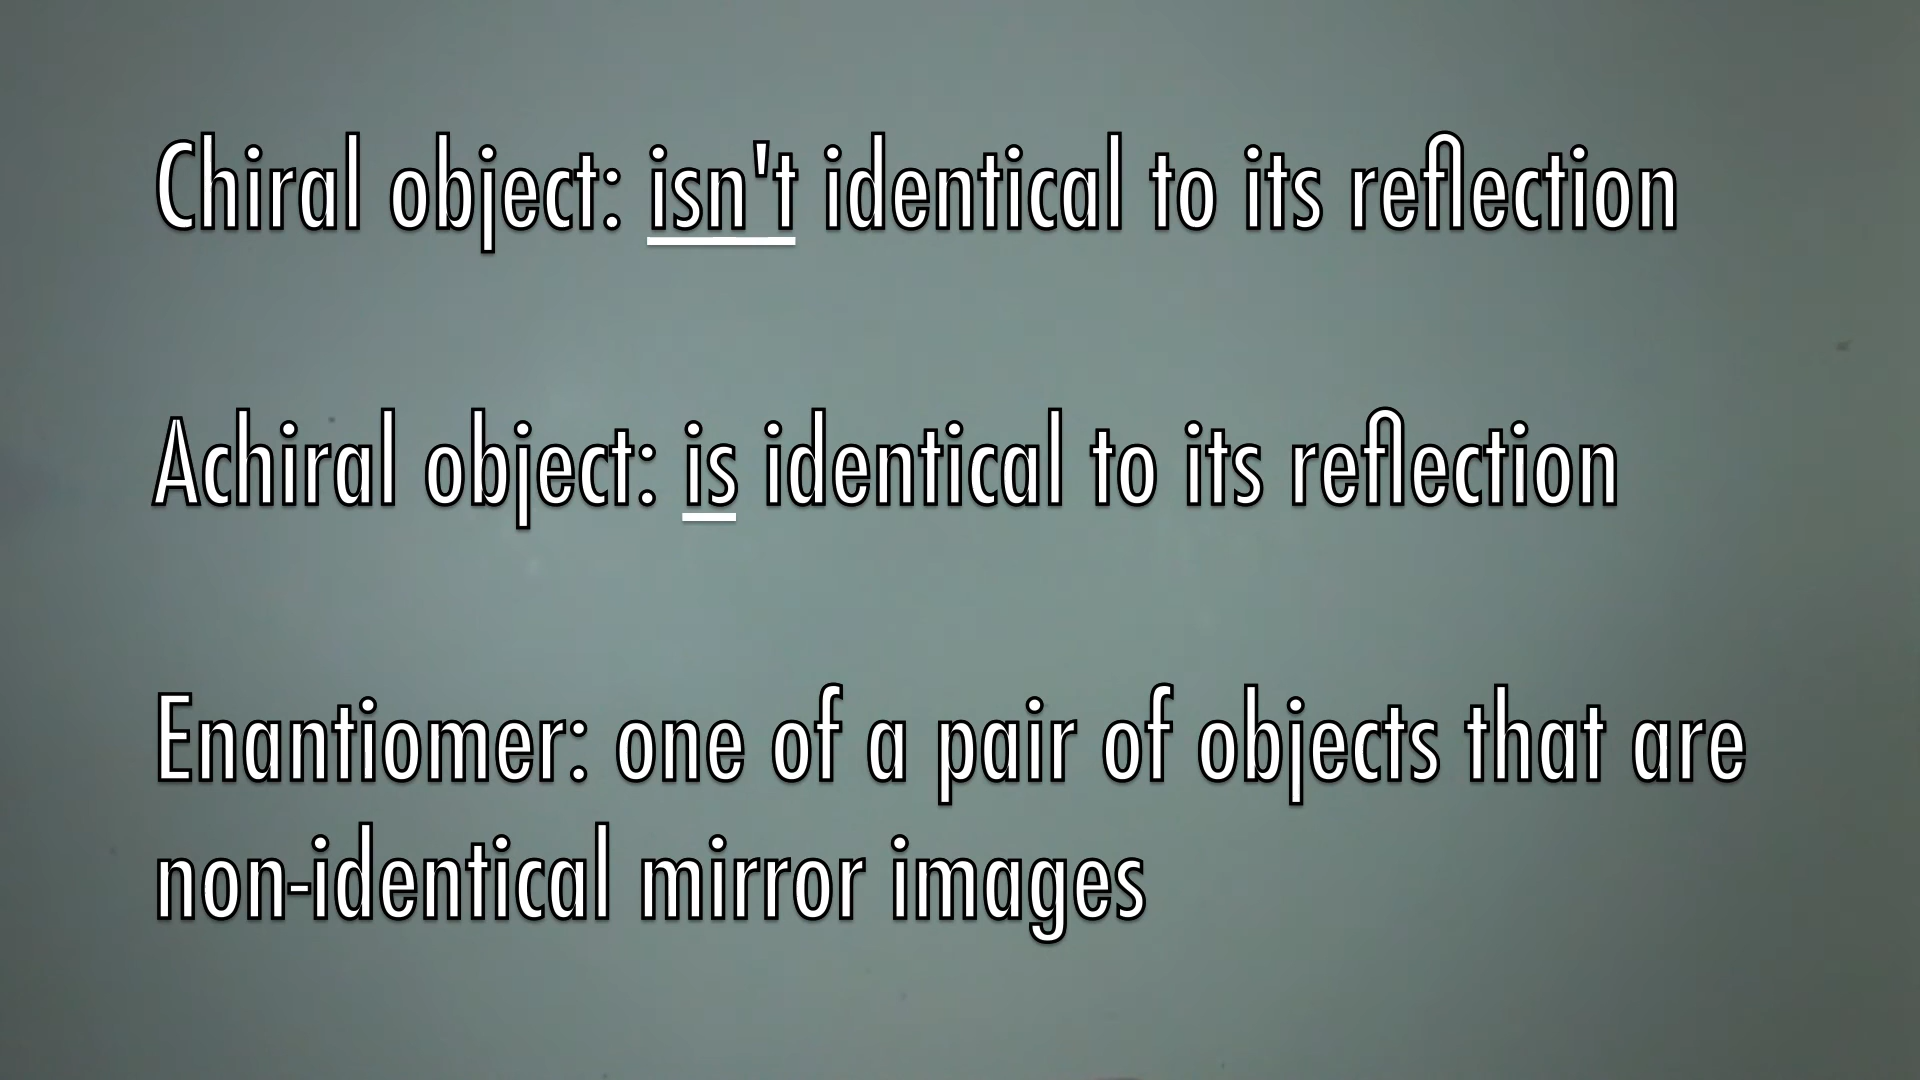 Chiral object: isn't identical to its reflection
Achiral object: is identical to its reflection
Enantiomer: one of a pair of objects that are
non-identical mirror images